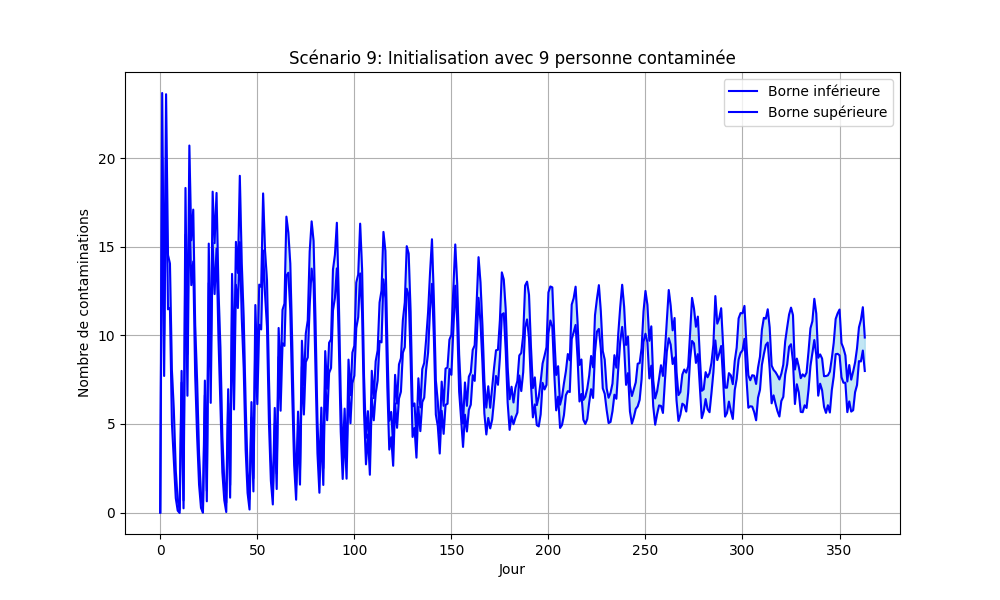 Scénario 9: Initialisation avec 9 personne contaminée
Borne inférieure
Borne supérieure
Nombre de contaminations
20
15
10
5
0
0 50 100 150 200 250 300 350
Jour